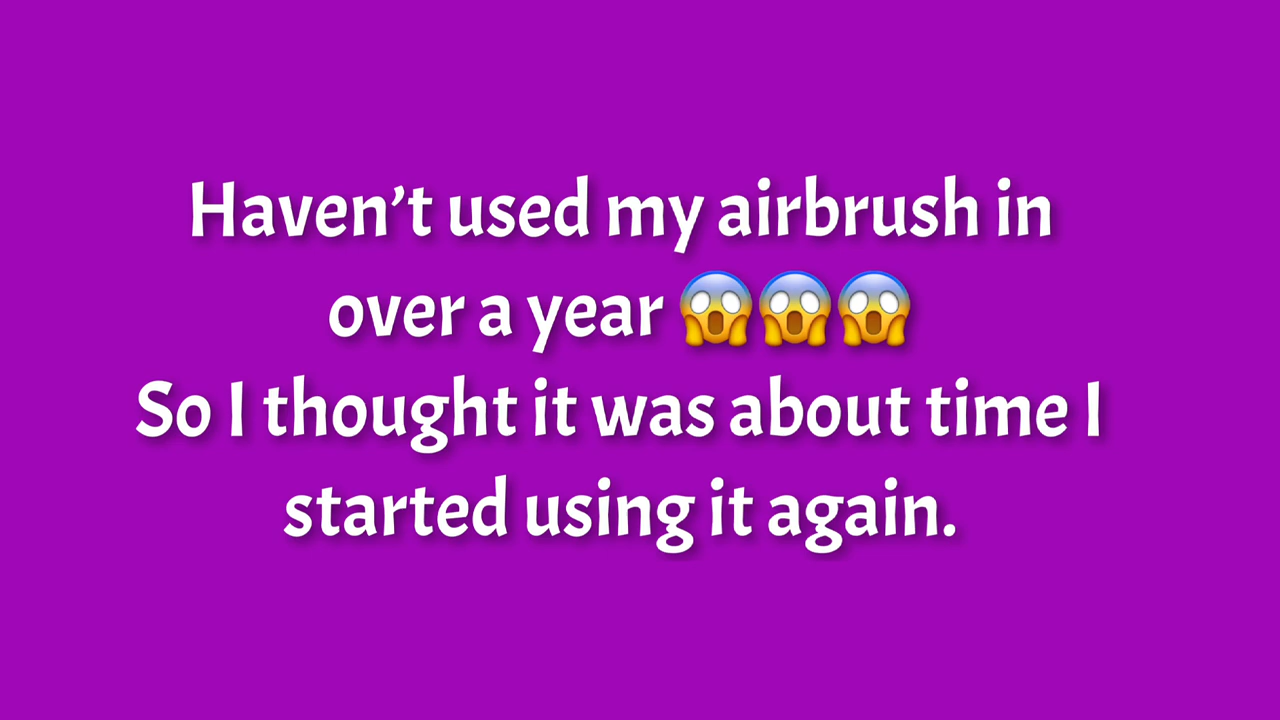 Haven’t used my airbrush in
over a year 😱😱😱
So I thought it was about time I
started using it again.